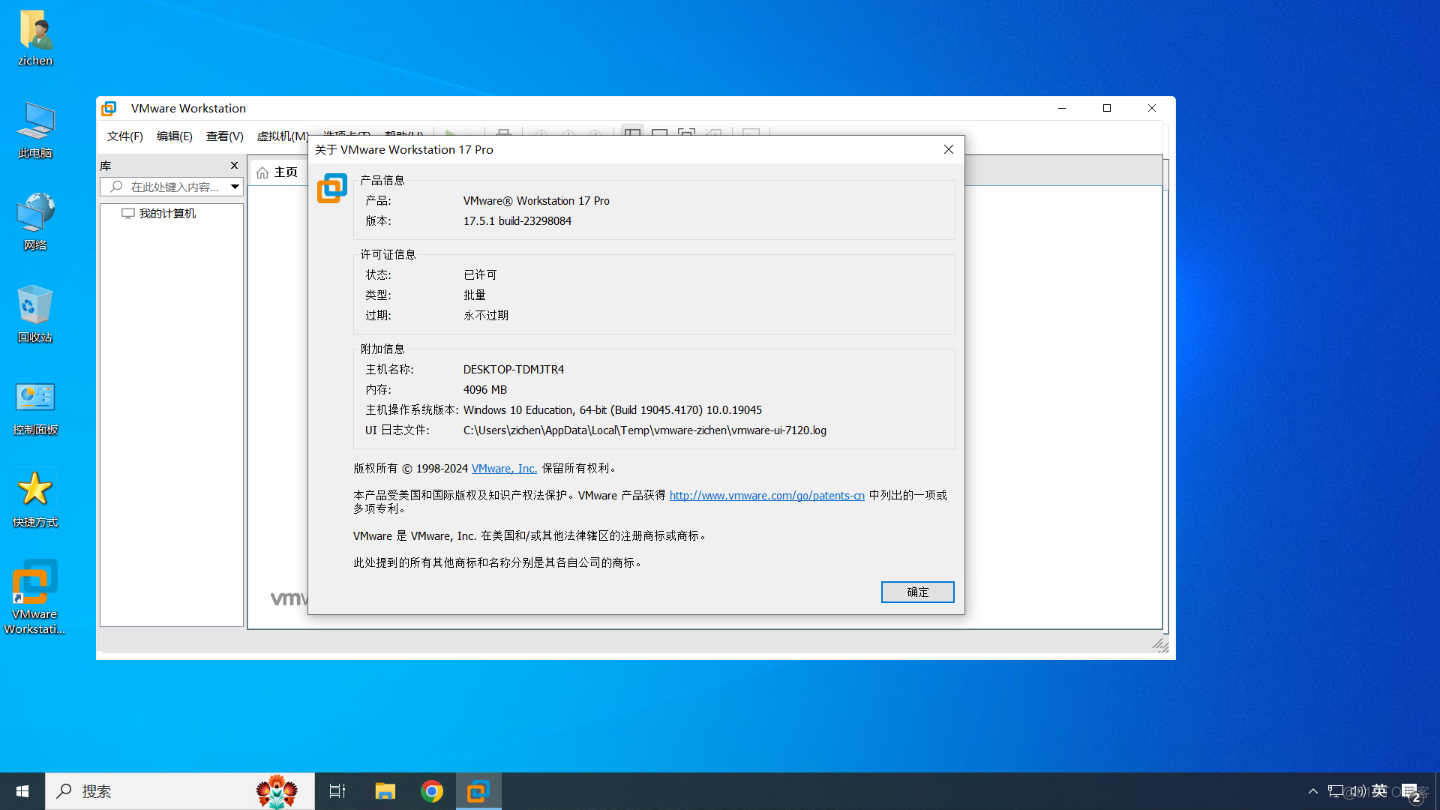 zichen
此电脑
网络
回收站
控制面板
快捷方式
VMware
Workstati...
VMware Workstation
文件(F) 编辑(E) 查看(V) 虚拟机(M)
库
在此处键入内容...
我的计算机
主页
关于 VMware Workstation 17 Pro
产品信息
产品: VMware® Workstation 17 Pro
版本: 17.5.1 build-23298084
许可证信息
状态: 已许可
类型: 批量
过期: 永不过期
附加信息
主机名称: DESKTOP-TDMJTR4
内存: 4096 MB
主机操作系统版本: Windows 10 Education, 64-bit (Build 19045.4170) 10.0.19045
UI 日志文件: C:\Users\zichen\AppData\Local\Temp\vmware-zichen\vmware-ui-7120.log
版权所有 © 1998-2024 VMware, Inc. 保留所有权利。
本产品受美国和国际版权及知识产权法保护。VMware 产品获得 http://www.vmware.com/go/patents-cn 中列出的一项或
多项专利。
VMware 是 VMware, Inc. 在美国和/或其他法律辖区的注册商标或商标。
此处提到的所有其他商标和名称分别是其各自公司的商标。
确定
vm
搜索
英
2